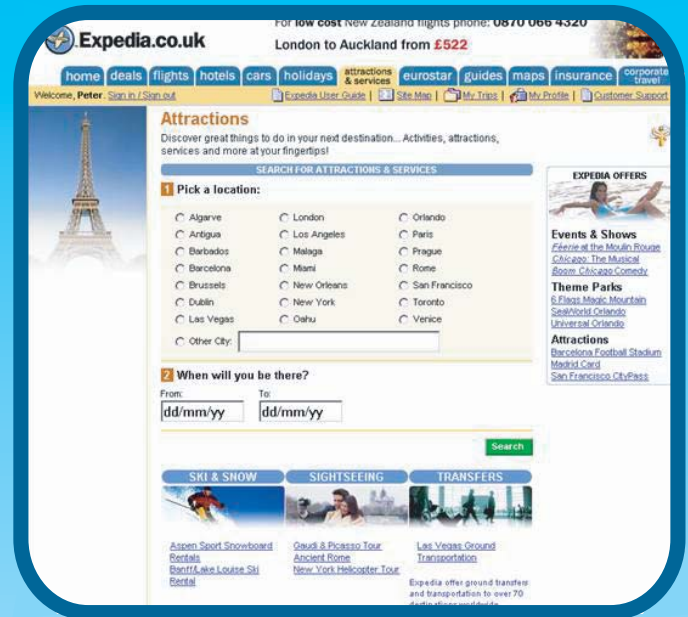 For low cost New Zealand flights phone: 0870 066 4320
Expedia.co.uk
London to Auckland from £522
home deals flights hotels cars holidays attractions & services eurostar guides maps insurance corporate travel
Welcome, Peter. Sign in / Sign out
Expedia User Guide | Site Map | My Trips | My Profile | Customer Support
Attractions
Discover great things to do in your next destination... Activities, attractions,
services and more at your fingertips!
SEARCH FOR ATTRACTIONS & SERVICES
1 Pick a location:
Algarve London Orlando
Antigua Los Angeles Paris
Barbados Malaga Prague
Barcelona Miami Rome
Brussels New Orleans San Francisco
Dublin New York Toronto
Las Vegas Oahu Venice
Other City:
2 When will you be there?
From: To:
dd/mm/yy dd/mm/yy
Search
EXPEDIA OFFERS
Events & Shows
Féerie at the Moulin Rouge
Chicago: The Musical
Boom Chicago Comedy
Theme Parks
6 Flags Magic Mountain
SeaWorld Orlando
Universal Orlando
Attractions
Barcelona Football Stadium
Madrid Card
San Francisco CityPass
SKI & SNOW
Aspen Sport Snowboard
Rentals
Banff/Lake Louise Ski
Rental
SIGHTSEEING
Gaudi & Picasso Tour
Ancient Rome
New York Helicopter Tour
TRANSFERS
Las Vegas Ground
Transportation
Expedia offer ground transfers
and transportation to over 70
destinations worldwide